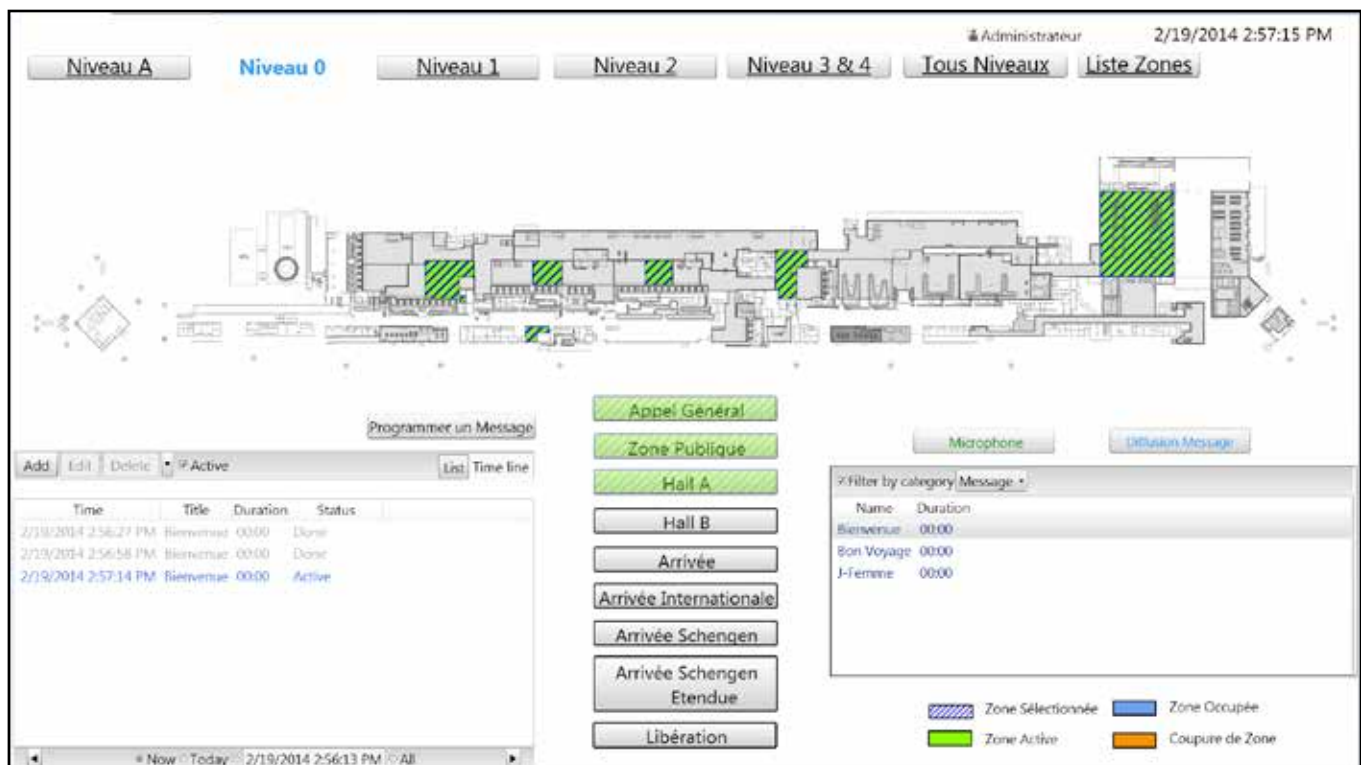 Administrateur 2/19/2014 2:57:15 PM
Niveau A Niveau 0 Niveau 1 Niveau 2 Niveau 3 & 4 Tous Niveaux Liste Zones
Appel Général
Programmer un Message
Zone Publique
Microphone Diffusion Message
Add Edit Delete Active List Time line
Hall A
Filter by category Message
Time Title Duration Status
Hall B
Name Duration
2/19/2014 2:56:27 PM Bienvenue 00:00 Done
Bienvenue 00:00
2/19/2014 2:56:58 PM Bienvenue 00:00 Done
Arrivée
Bon Voyage 00:00
2/19/2014 2:57:14 PM Bienvenue 00:00 Active
J-Femme 00:00
Arrivée Internationale
Arrivée Schengen
Arrivée Schengen
Etendue
Zone Sélectionnée Zone Occupée
Libération
Zone Active Coupure de Zone
Now Today 2/19/2014 2:56:13 PM All